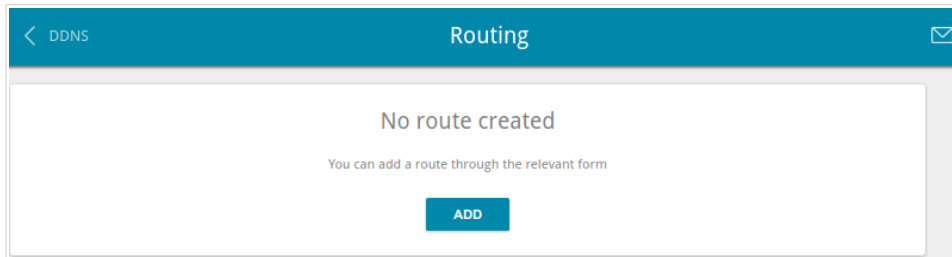 DDNS
Routing
No route created
You can add a route through the relevant form
ADD